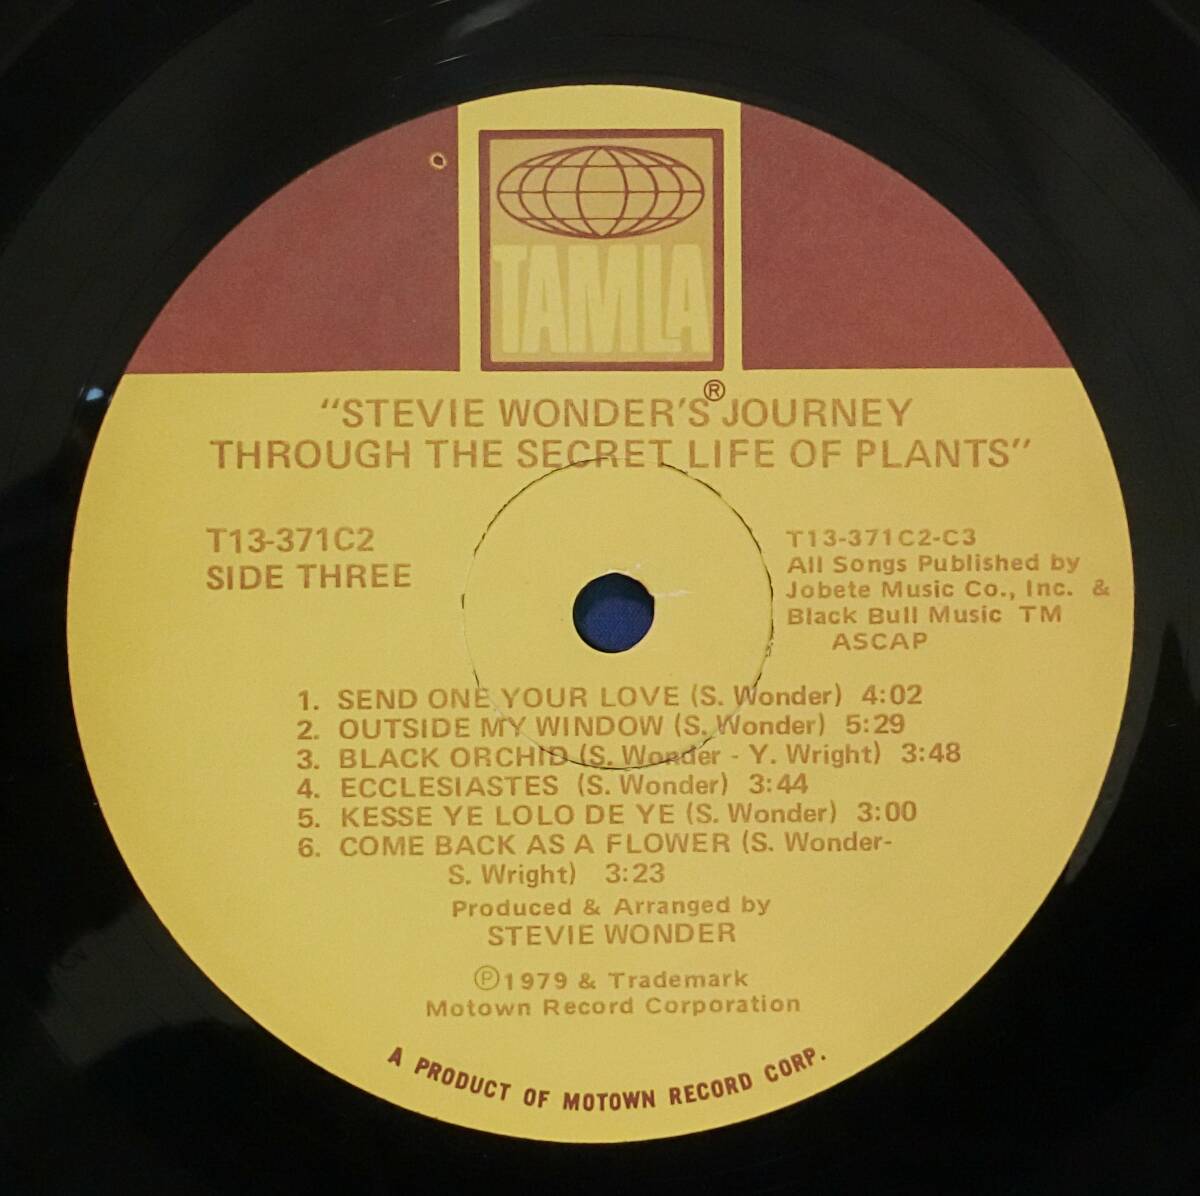 TAMLA
"STEVIE WONDER'S® JOURNEY
THROUGH THE SECRET LIFE OF PLANTS"
T13-371C2
SIDE THREE
T13-371C2-C3
All Songs Published by
Jobete Music Co., Inc. &
Black Bull Music TM
ASCAP
1. SEND ONE YOUR LOVE (S. Wonder) 4:02
2. OUTSIDE MY WINDOW (S. Wonder) 5:29
3. BLACK ORCHID (S. Wonder - Y. Wright) 3:48
4. ECCLESIASTES (S. Wonder) 3:44
5. KESSE YE LOLO DE YE (S. Wonder) 3:00
6. COME BACK AS A FLOWER (S. Wonder-
S. Wright) 3:23
Produced & Arranged by
STEVIE WONDER
℗1979 & Trademark
Motown Record Corporation
A PRODUCT OF MOTOWN RECORD CORP.